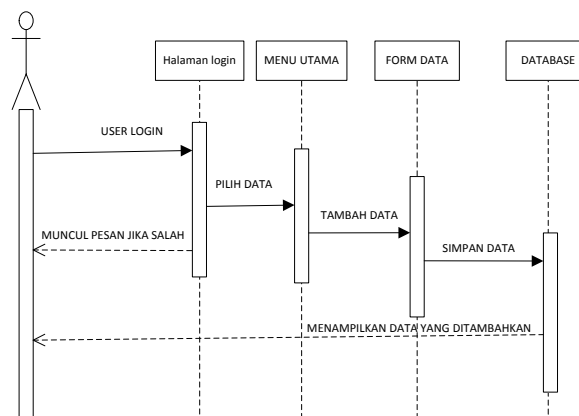 Halaman login
MENU UTAMA
FORM DATA
DATABASE
USER LOGIN
PILIH DATA
TAMBAH DATA
MUNCUL PESAN JIKA SALAH
SIMPAN DATA
MENAMPILKAN DATA YANG DITAMBAHKAN